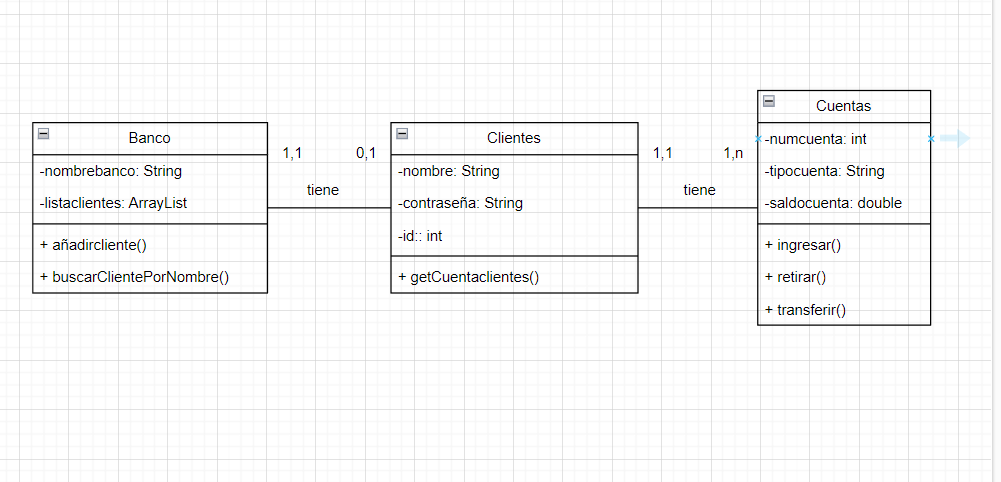 Banco
-nombrebanco: String
-listaclientes: ArrayList
+ añadircliente()
+ buscarClientePorNombre()
1,1
0,1
tiene
Clientes
-nombre: String
-contraseña: String
-id:: int
+ getCuentaclientes()
1,1
1,n
tiene
Cuentas
-numcuenta: int
-tipocuenta: String
-saldocuenta: double
+ ingresar()
+ retirar()
+ transferir()